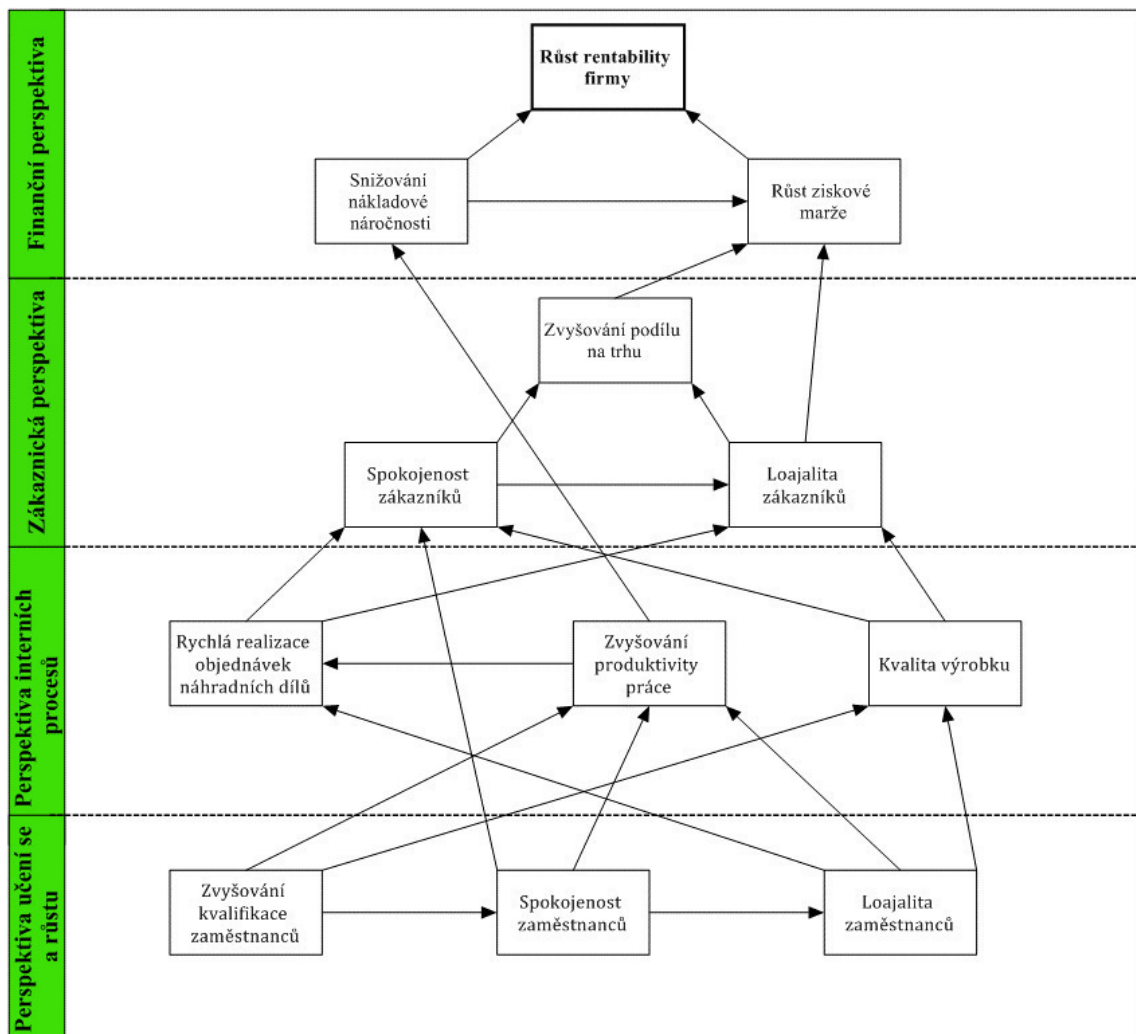 Finanční perspektiva
Růst rentability
firmy
Snižování
nákladové
náročnosti
Růst ziskové
marže
Zákaznická perspektiva
Zvyšování podílu
na trhu
Spokojenost
zákazníků
Loajalita
zákazníků
Perspektiva interních
procesů
Rychlá realizace
objednávek
náhradních dílů
Zvyšování
produktivity
práce
Kvalita výrobku
Perspektiva učení se
a růstu
Zvyšování
kvalifikace
zaměstnanců
Spokojenost
zaměstnanců
Loajalita
zaměstnanců